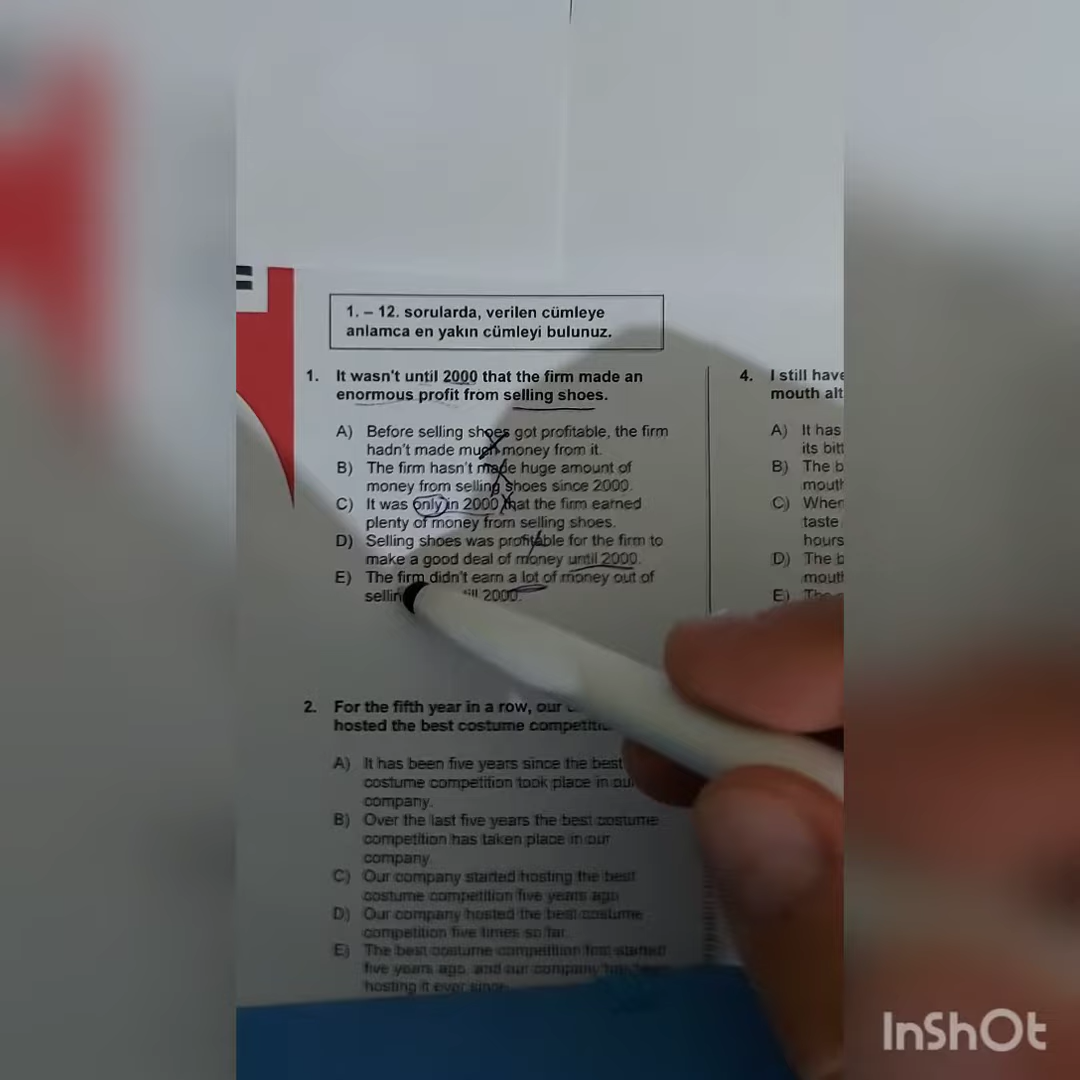 1. – 12. sorularda, verilen cümleye
anlamca en yakın cümleyi bulunuz.
1. It wasn't until 2000 that the firm made an
enormous profit from selling shoes.
A) Before selling shoes got profitable, the firm
hadn't made much money from it.
B) The firm hasn't made huge amount of
money from selling shoes since 2000.
C) It was only in 2000 that the firm earned
plenty of money from selling shoes.
D) Selling shoes was profitable for the firm to
make a good deal of money until 2000.
E) The firm didn't earn a lot of money out of
2000.
2. For the fifth year in a row, our
hosted the best costume
A) It has been five years since the best
costume competition took place in
company.
B) Over the last five years the best costume
competition has taken place in our
company.
C) Our company started hosting the best
costume competition five years ago
D) Our company hosted the best costume
competition five times so far.
E) The best costume competition first started
five years ago and our company
hosting it ever since.
4. I still have
mouth
A) It has
its
B) The
C)
taste
hours
D) The
E)
InShOt